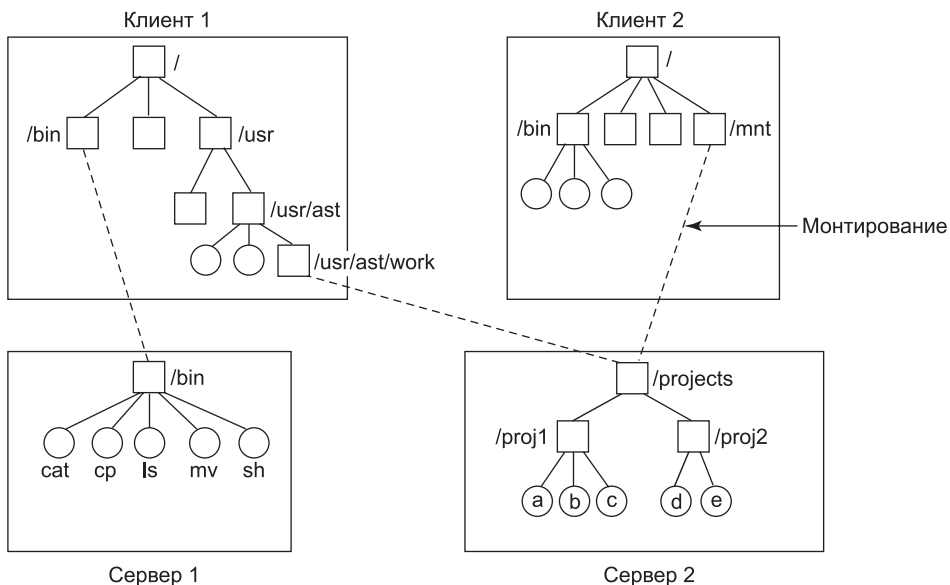 Клиент 1
Клиент 2
/
/
/bin
/usr
/bin
/mnt
/usr/ast
Монтирование
/usr/ast/work
/bin
/projects
/proj1
/proj2
cat
cp
ls
mv
sh
a
b
c
d
e
Сервер 1
Сервер 2